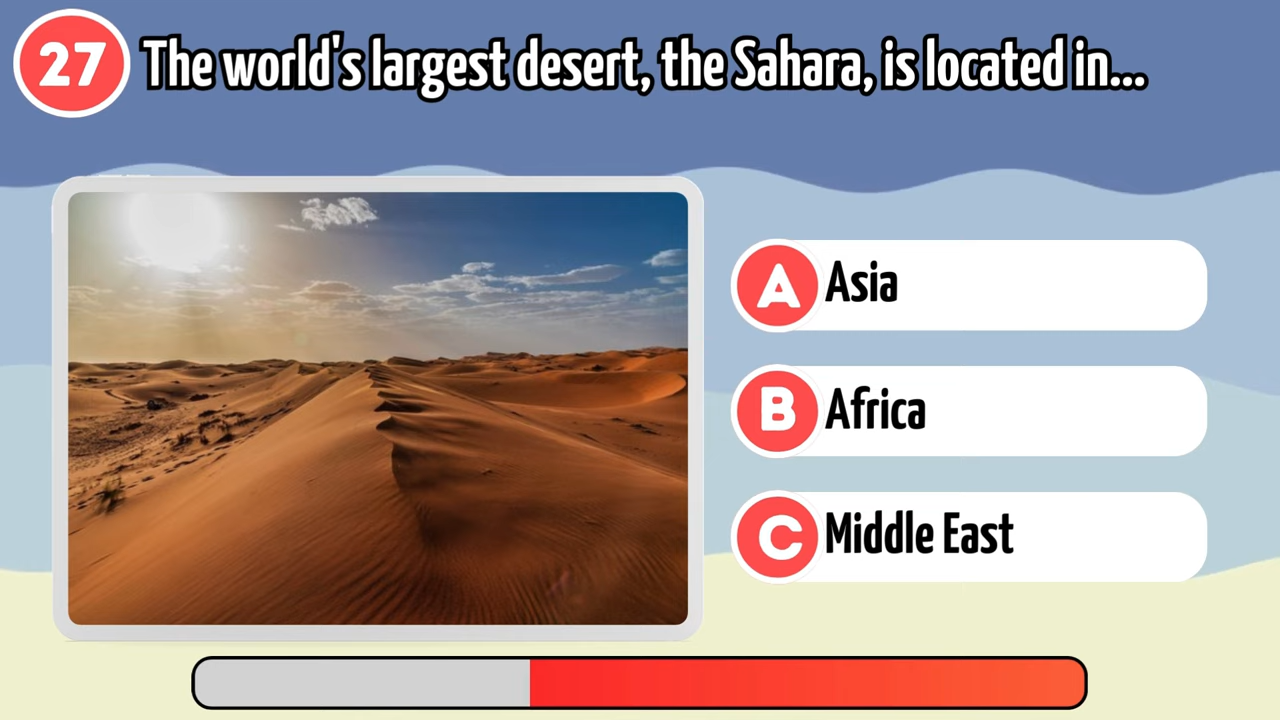 27
The world's largest desert, the Sahara, is located in...
A Asia
B Africa
C Middle East